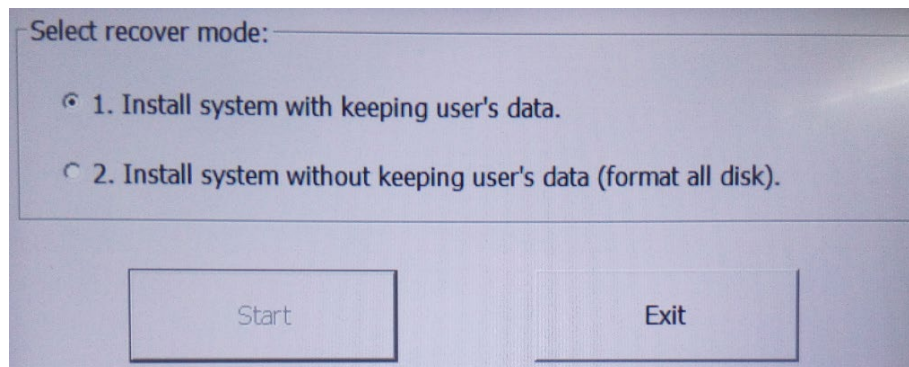 Select recover mode:
1. Install system with keeping user's data.
2. Install system without keeping user's data (format all disk).
Start
Exit